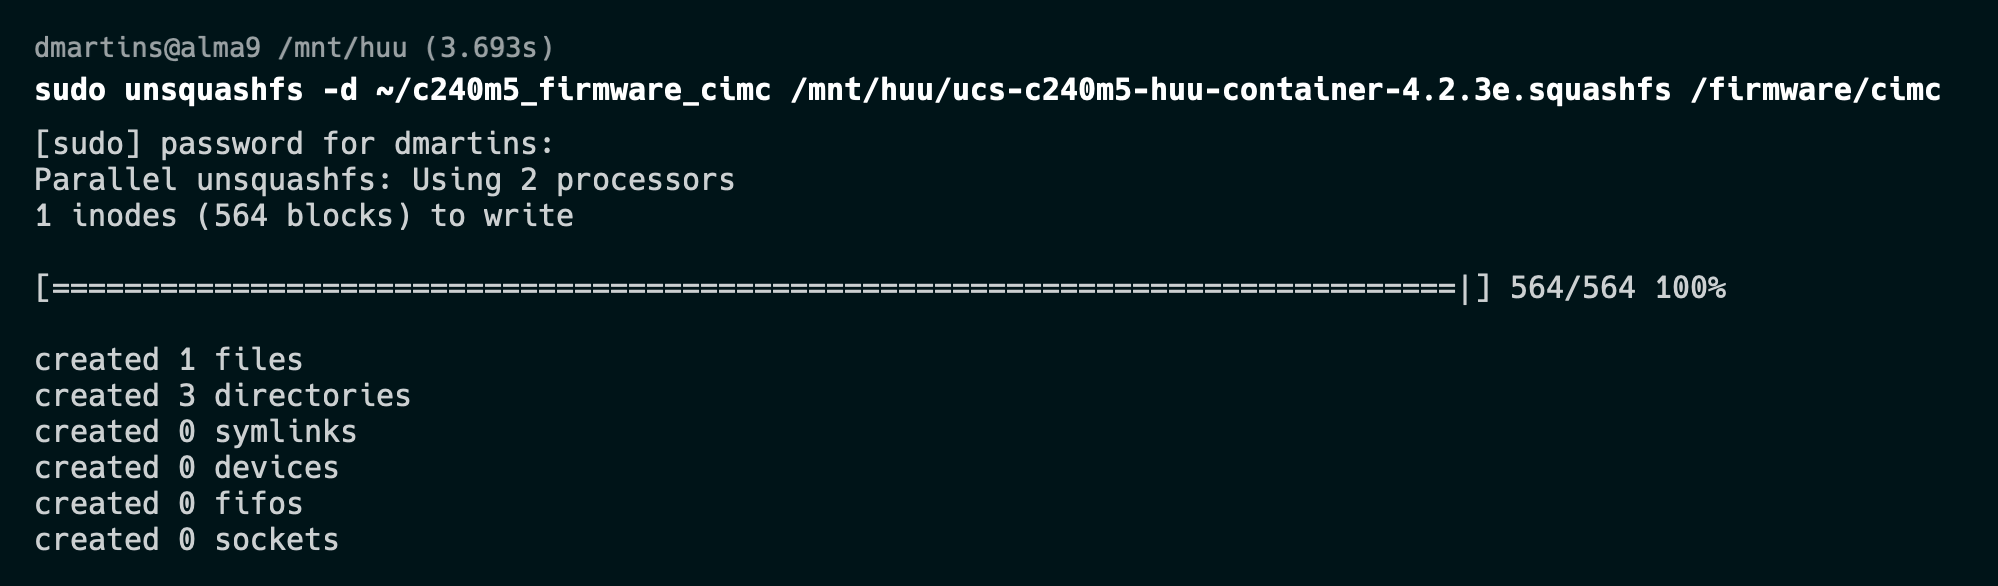 dmartins@alma9 /mnt/huu (3.693s)
sudo unsquashfs -d ~/c240m5_firmware_cimc /mnt/huu/ucs-c240m5-huu-container-4.2.3e.squashfs /firmware/cimc
[sudo] password for dmartins:
Parallel unsquashfs: Using 2 processors
1 inodes (564 blocks) to write
[==============================================================================|] 564/564 100%
created 1 files
created 3 directories
created 0 symlinks
created 0 devices
created 0 fifos
created 0 sockets